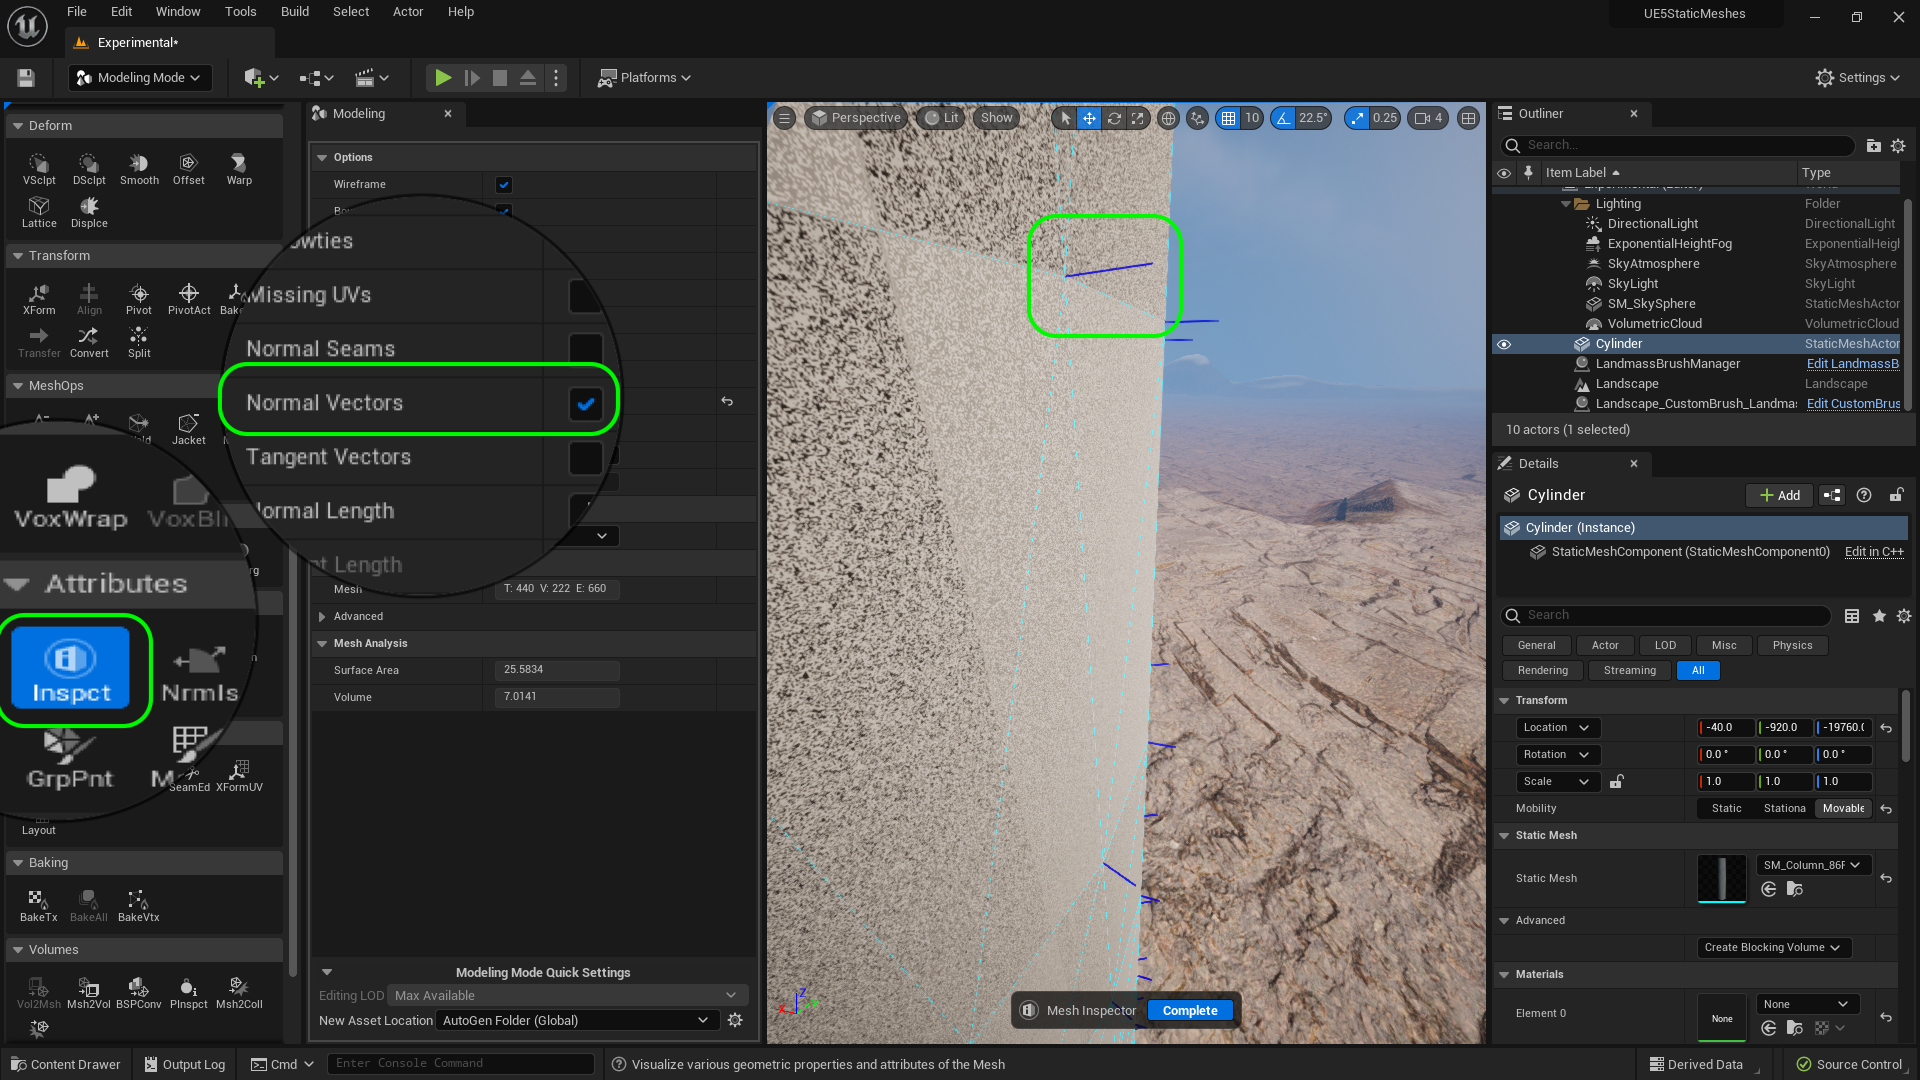 File Edit Window Tools Build Select Actor Help
UE5StaticMeshes
Experimental*
Modeling Mode
Platforms
Settings
Deform
VSclpt DSclpt Smooth Offset Warp
Lattice Displce
Transform
XForm Align Pivot PivotAct
Transfer Convert Split
MeshOps
Jacket
VoxWrap
Attributes
Inspct Nrmls
GrpPnt
SeamEd XFormUV
Layout
Baking
BakeTx BakeAll BakeVtx
Volumes
Vol2Msh Msh2Vol BSPConv PInspct Msh2Coll
Modeling
Options
Wireframe
Missing UVs
Normal Seams
Normal Vectors
Tangent Vectors
Normal Length
Length
Mesh T: 440 V: 222 E: 660
Advanced
Mesh Analysis
Surface Area 25.5834
Volume 7.0141
Modeling Mode Quick Settings
Editing LOD Max Available
New Asset Location AutoGen Folder (Global)
Perspective Lit Show 10 22.5° 0.25 4
Z
Mesh Inspector Complete
Outliner
Search...
Item Label Type
Lighting Folder
DirectionalLight DirectionalLight
ExponentialHeightFog ExponentialHeigl
SkyAtmosphere SkyAtmosphere
SkyLight SkyLight
SM_SkySphere StaticMeshActor
VolumetricCloud VolumetricCloud
Cylinder StaticMeshActor
LandmassBrushManager Edit LandmassB
Landscape Landscape
Landscape_CustomBrush_Landmas Edit CustomBrus
10 actors (1 selected)
Details
Cylinder
Add
Cylinder (Instance)
StaticMeshComponent (StaticMeshComponent0) Edit in C++
Search
General Actor LOD Misc Physics
Rendering Streaming All
Transform
Location -40.0 -920.0 -19760.
Rotation 0.0 ° 0.0 ° 0.0 °
Scale 1.0 1.0 1.0
Mobility Static Stationa Movable
Static Mesh
Static Mesh SM_Column_86F
Advanced
Create Blocking Volume
Materials
Element 0 None None
Content Drawer Output Log Cmd Enter Console Command Visualize various geometric properties and attributes of the Mesh Derived Data Source Control